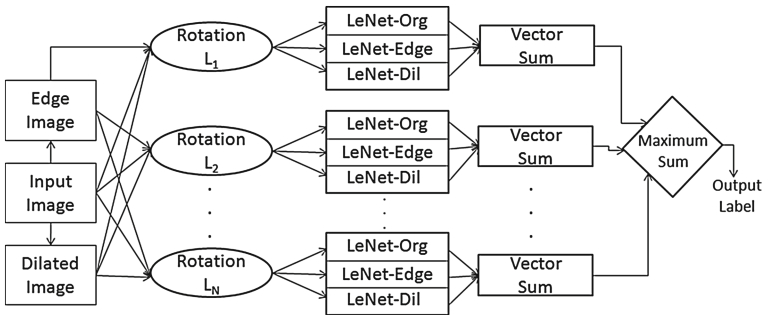 Edge
Image
Input
Image
Dilated
Image
Rotation
L1
LeNet-Org
LeNet-Edge
LeNet-Dil
Vector
Sum
Rotation
L2
LeNet-Org
LeNet-Edge
LeNet-Dil
Vector
Sum
Rotation
LN
LeNet-Org
LeNet-Edge
LeNet-Dil
Vector
Sum
Maximum
Sum
Output
Label